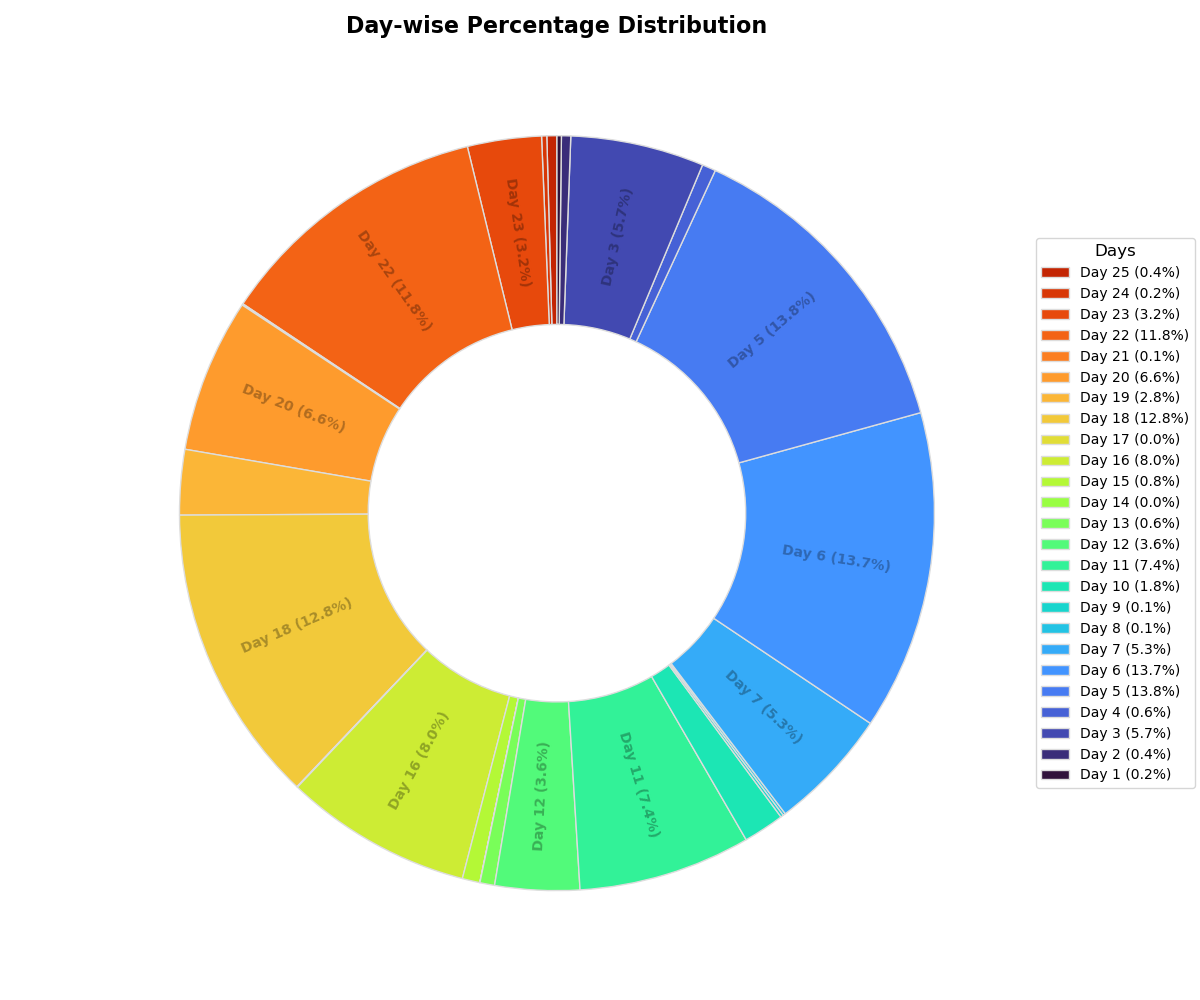 Day-wise Percentage Distribution
Day 23 (3.2%)
Day 3 (5.7%)
Day 22 (11.8%)
Day 5 (13.8%)
Day 20 (6.6%)
Day 6 (13.7%)
Day 18 (12.8%)
Day 7 (5.3%)
Day 16 (8.0%)
Day 12 (3.6%)
Day 11 (7.4%)
Days
Day 25 (0.4%)
Day 24 (0.2%)
Day 23 (3.2%)
Day 22 (11.8%)
Day 21 (0.1%)
Day 20 (6.6%)
Day 19 (2.8%)
Day 18 (12.8%)
Day 17 (0.0%)
Day 16 (8.0%)
Day 15 (0.8%)
Day 14 (0.0%)
Day 13 (0.6%)
Day 12 (3.6%)
Day 11 (7.4%)
Day 10 (1.8%)
Day 9 (0.1%)
Day 8 (0.1%)
Day 7 (5.3%)
Day 6 (13.7%)
Day 5 (13.8%)
Day 4 (0.6%)
Day 3 (5.7%)
Day 2 (0.4%)
Day 1 (0.2%)